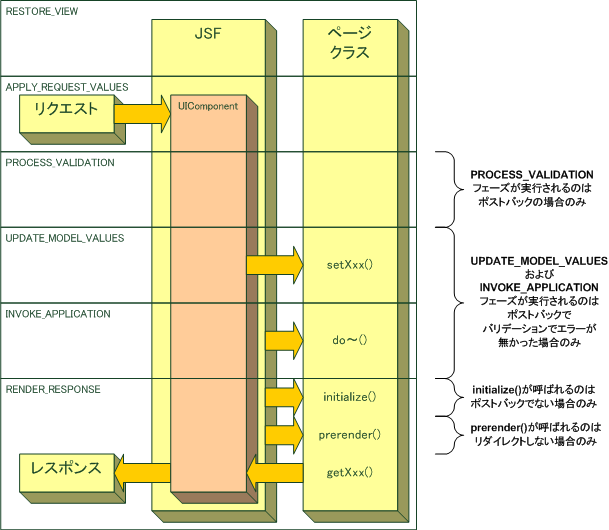 RESTORE_VIEW
JSF
ページ
クラス
APPLY_REQUEST_VALUES
リクエスト
UIComponent
PROCESS_VALIDATION
PROCESS_VALIDATION
フェーズが実行されるのは
ポストバックの場合のみ
UPDATE_MODEL_VALUES
setXxx()
UPDATE_MODEL_VALUES
および
INVOKE_APPLICATION
フェーズが実行されるのは
ポストバックで
バリデーションでエラーが
無かった場合のみ
INVOKE_APPLICATION
do～()
RENDER_RESPONSE
initialize()
initialize()が呼ばれるのは
ポストバックでない場合のみ
prerender()
prerender()が呼ばれるのは
リダイレクトしない場合のみ
レスポンス
getXxx()